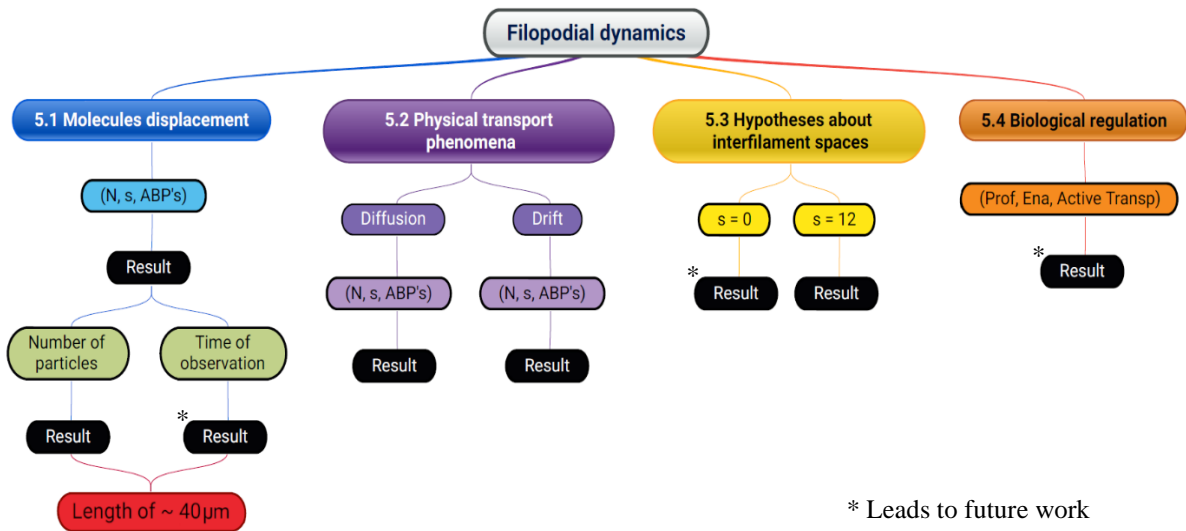 Filopodial dynamics
5.1 Molecules displacement
(N, s, ABP's)
Result
Number of
particles
Time of
observation
Result
*
Result
Length of ~ 40µm
5.2 Physical transport
phenomena
Diffusion
Drift
(N, s, ABP's)
(N, s, ABP's)
Result
Result
5.3 Hypotheses about
interfilament spaces
s = 0
s = 12
*
Result
Result
5.4 Biological regulation
(Prof, Ena, Active Transp)
*
Result
* Leads to future work